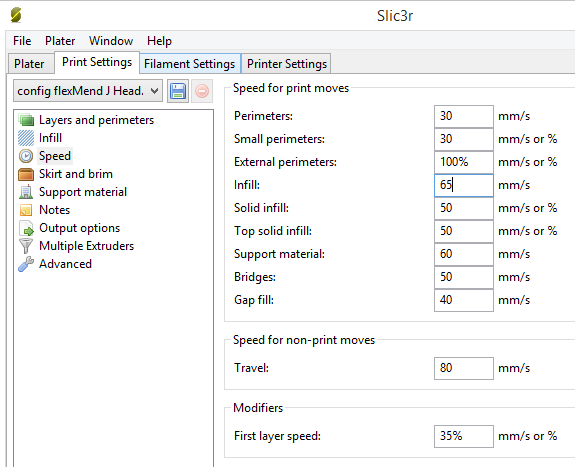 Slic3r
File Plater Window Help
Plater Print Settings Filament Settings Printer Settings
config flexMend J Head.
Layers and perimeters
Infill
Speed
Skirt and brim
Support material
Notes
Output options
Multiple Extruders
Advanced
Speed for print moves
Perimeters: 30 mm/s
Small perimeters: 30 mm/s or %
External perimeters: 100% mm/s or %
Infill: 65 mm/s
Solid infill: 50 mm/s or %
Top solid infill: 50 mm/s or %
Support material: 60 mm/s
Bridges: 50 mm/s
Gap fill: 40 mm/s
Speed for non-print moves
Travel: 80 mm/s
Modifiers
First layer speed: 35% mm/s or %